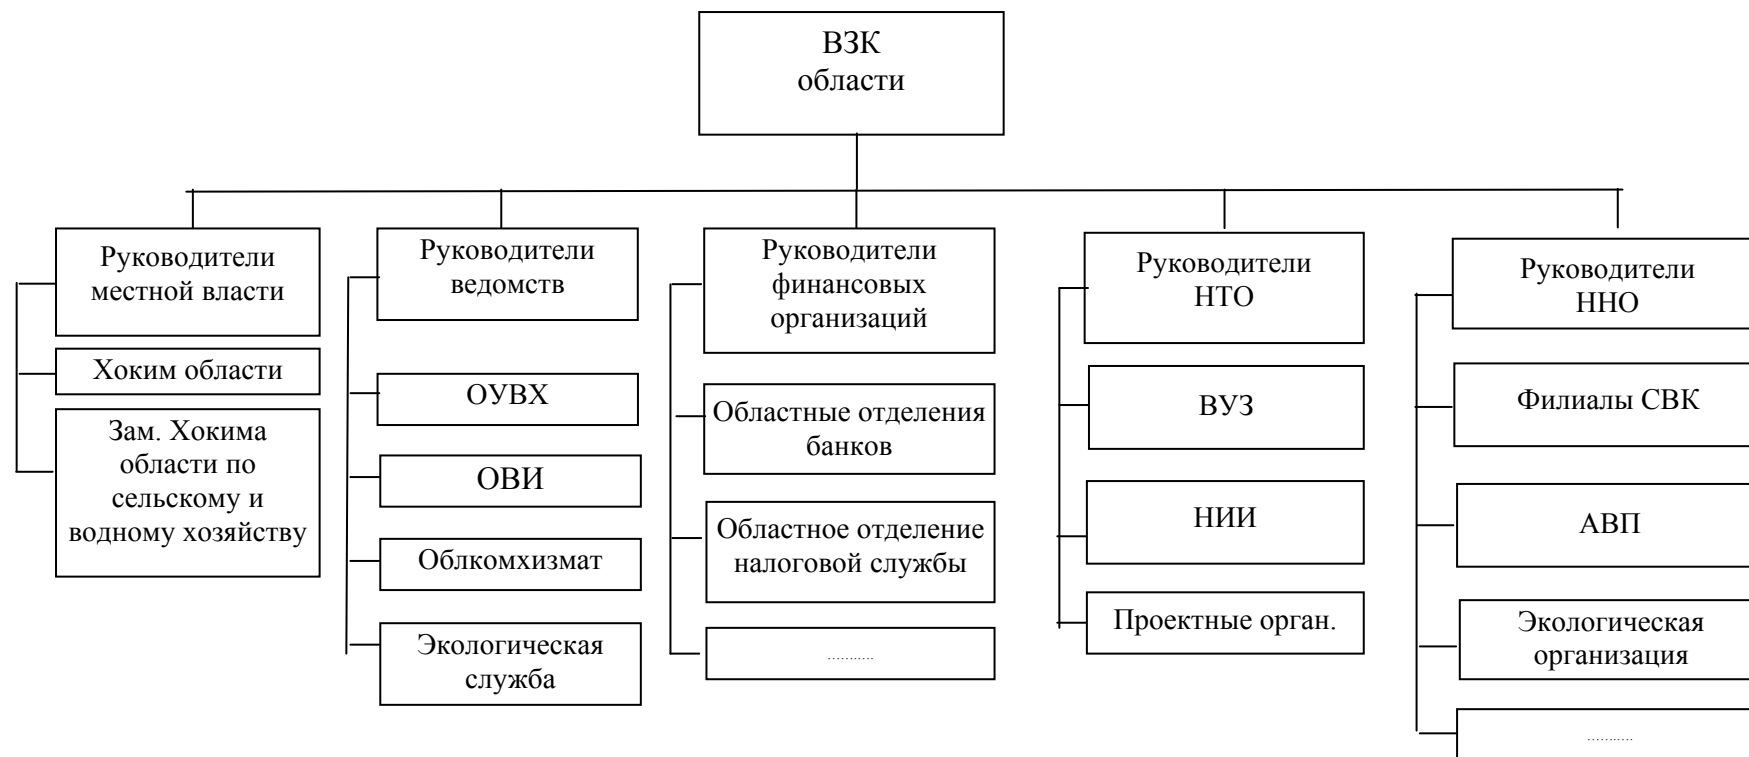 ВЗК
области
Руководители
местной власти
Хоким области
Зам. Хокима
области по
сельскому и
водному хозяйству
Руководители
ведомств
ОУВХ
ОВИ
Облкомхизмат
Экологическая
служба
Руководители
финансовых
организаций
Областные отделения
банков
Областное отделение
налоговой службы
...........
Руководители
НТО
ВУЗ
НИИ
Проектные орган.
Руководители
ННО
Филиалы СВК
АВП
Экологическая
организация
...........